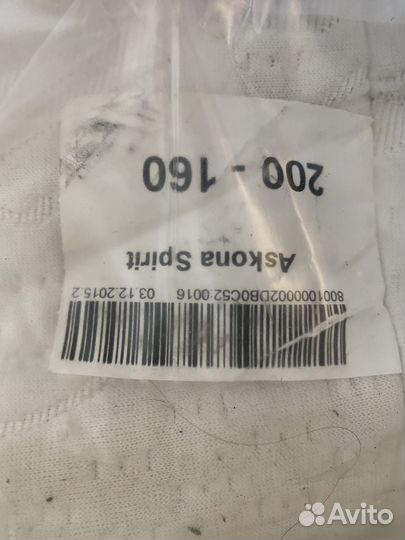 8001000002DB0C52:0016 03.12.2015.2
Askona Spirit
200 - 160
Avito